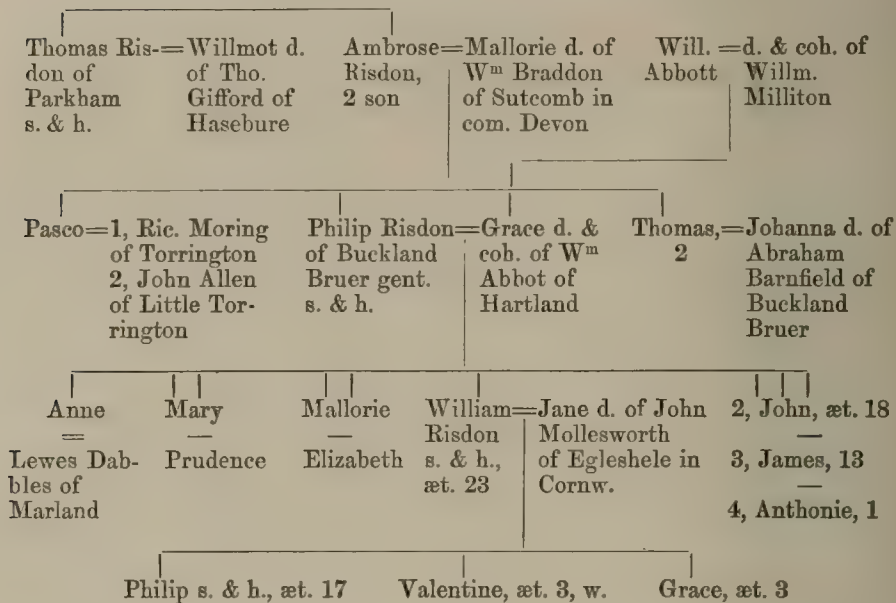 Thomas Ris-=Willmot d. Ambrose=Mallorie d. of Will. =d. & coh. of
don of of Tho. Risdon, Wᵐ Braddon Abbott Willm.
Parkham Gifford of 2 son of Sutcomb in Milliton
s. & h. Hasebure com. Devon
Pasco=1, Ric. Moring Philip Risdon=Grace d. & Thomas,=Johanna d. of
of Torrington of Buckland coh. of Wᵐ 2 Abraham
2, John Allen Bruer gent. Abbot of Barnfield of
of Little Tor- s. & h. Hartland Buckland
rington Bruer
Anne Mary Mallorie William=Jane d. of John 2, John, æt. 18
= — — Risdon Mollesworth —
Lewes Dab- Prudence Elizabeth s. & h., of Egleshele in 3, James, 13
bles of æt. 23 Cornw. —
Marland 4, Anthonie, 1
Philip s. & h., æt. 17 Valentine, æt. 3, w. Grace, æt. 3